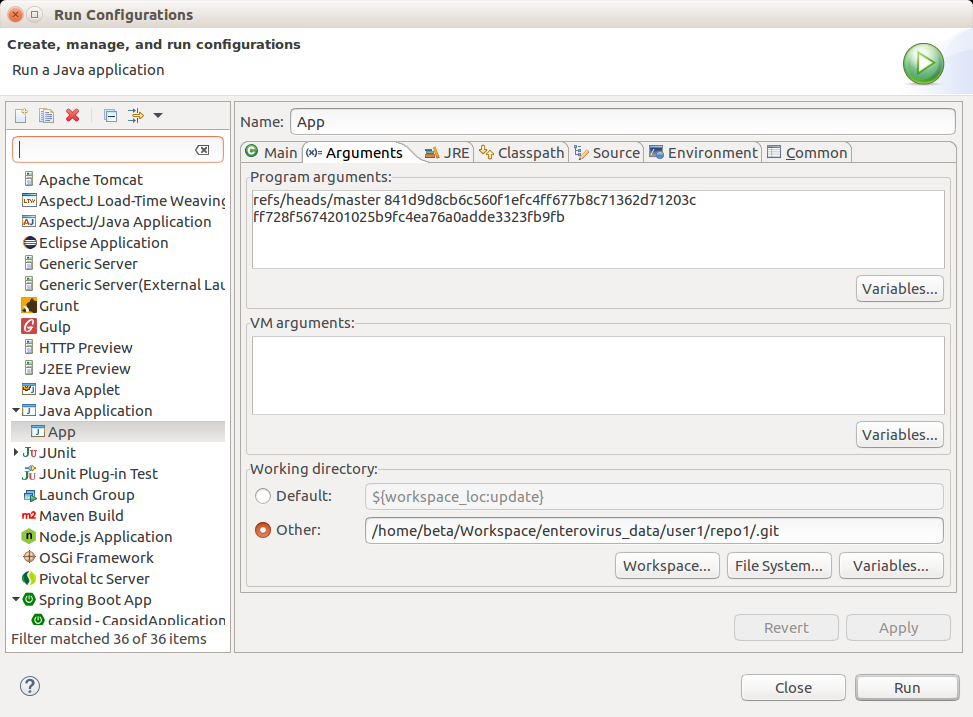 Run Configurations
Create, manage, and run configurations
Run a Java application
Name: App
Main (x)= Arguments JRE Classpath Source Environment Common
Apache Tomcat
AspectJ Load-Time Weaving
AspectJ/Java Application
Eclipse Application
Generic Server
Generic Server(External Lau
Grunt
Gulp
HTTP Preview
J2EE Preview
Java Applet
Java Application
App
JUnit
JUnit Plug-in Test
Launch Group
m2 Maven Build
Node.js Application
OSGi Framework
Pivotal tc Server
Spring Boot App
capsid - CapsidApplication
Filter matched 36 of 36 items
Program arguments:
refs/heads/master 841d9d8cb6c560f1efc4ff677b8c71362d71203c
ff728f5674201025b9fc4ea76a0adde3323fb9fb
Variables...
VM arguments:
Variables...
Working directory:
Default: ${workspace_loc:update}
Other: /home/beta/Workspace/enterovirus_data/user1/repo1/.git
Workspace... File System... Variables...
Revert Apply
? Close Run